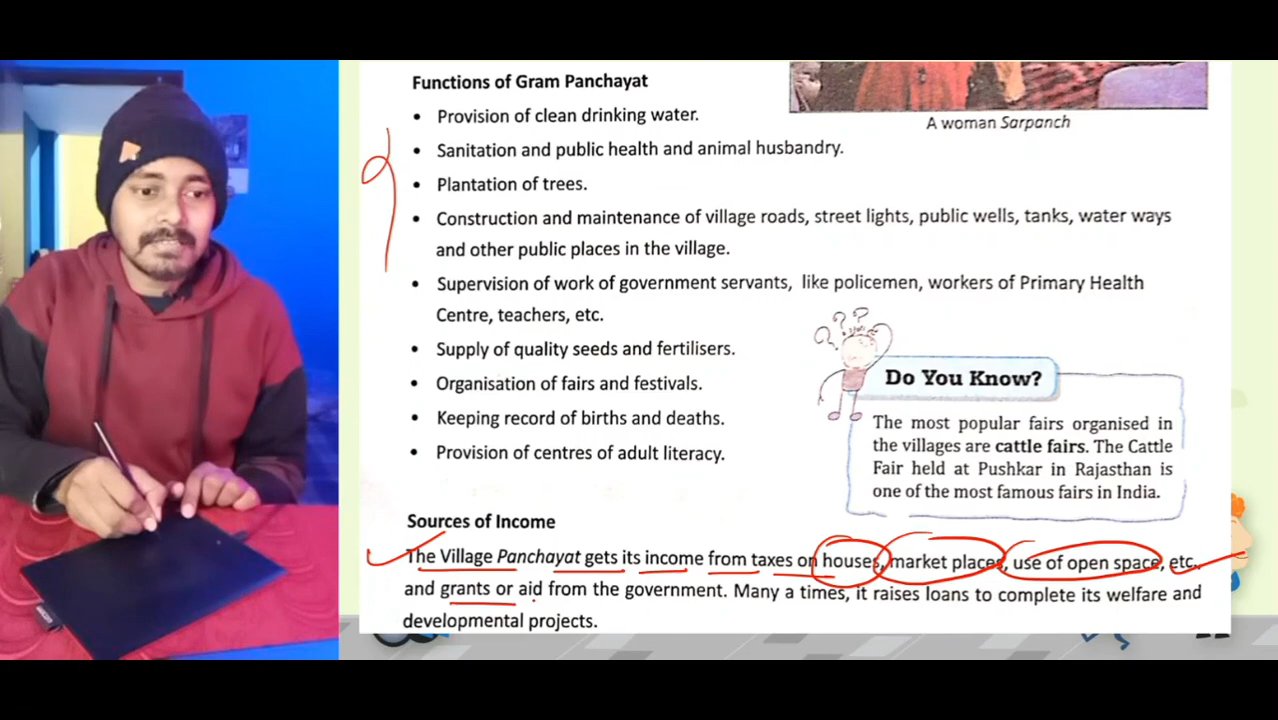 Functions of Gram Panchayat
• Provision of clean drinking water.
A woman Sarpanch
• Sanitation and public health and animal husbandry.
• Plantation of trees.
• Construction and maintenance of village roads, street lights, public wells, tanks, water ways
and other public places in the village.
• Supervision of work of government servants, like policemen, workers of Primary Health
Centre, teachers, etc.
• Supply of quality seeds and fertilisers.
• Organisation of fairs and festivals.
• Keeping record of births and deaths.
• Provision of centres of adult literacy.
???
Do You Know?
The most popular fairs organised in
the villages are cattle fairs. The Cattle
Fair held at Pushkar in Rajasthan is
one of the most famous fairs in India.
Sources of Income
The Village Panchayat gets its income from taxes on houses, market places, use of open space, etc.,
and grants or aid from the government. Many a times, it raises loans to complete its welfare and
developmental projects.